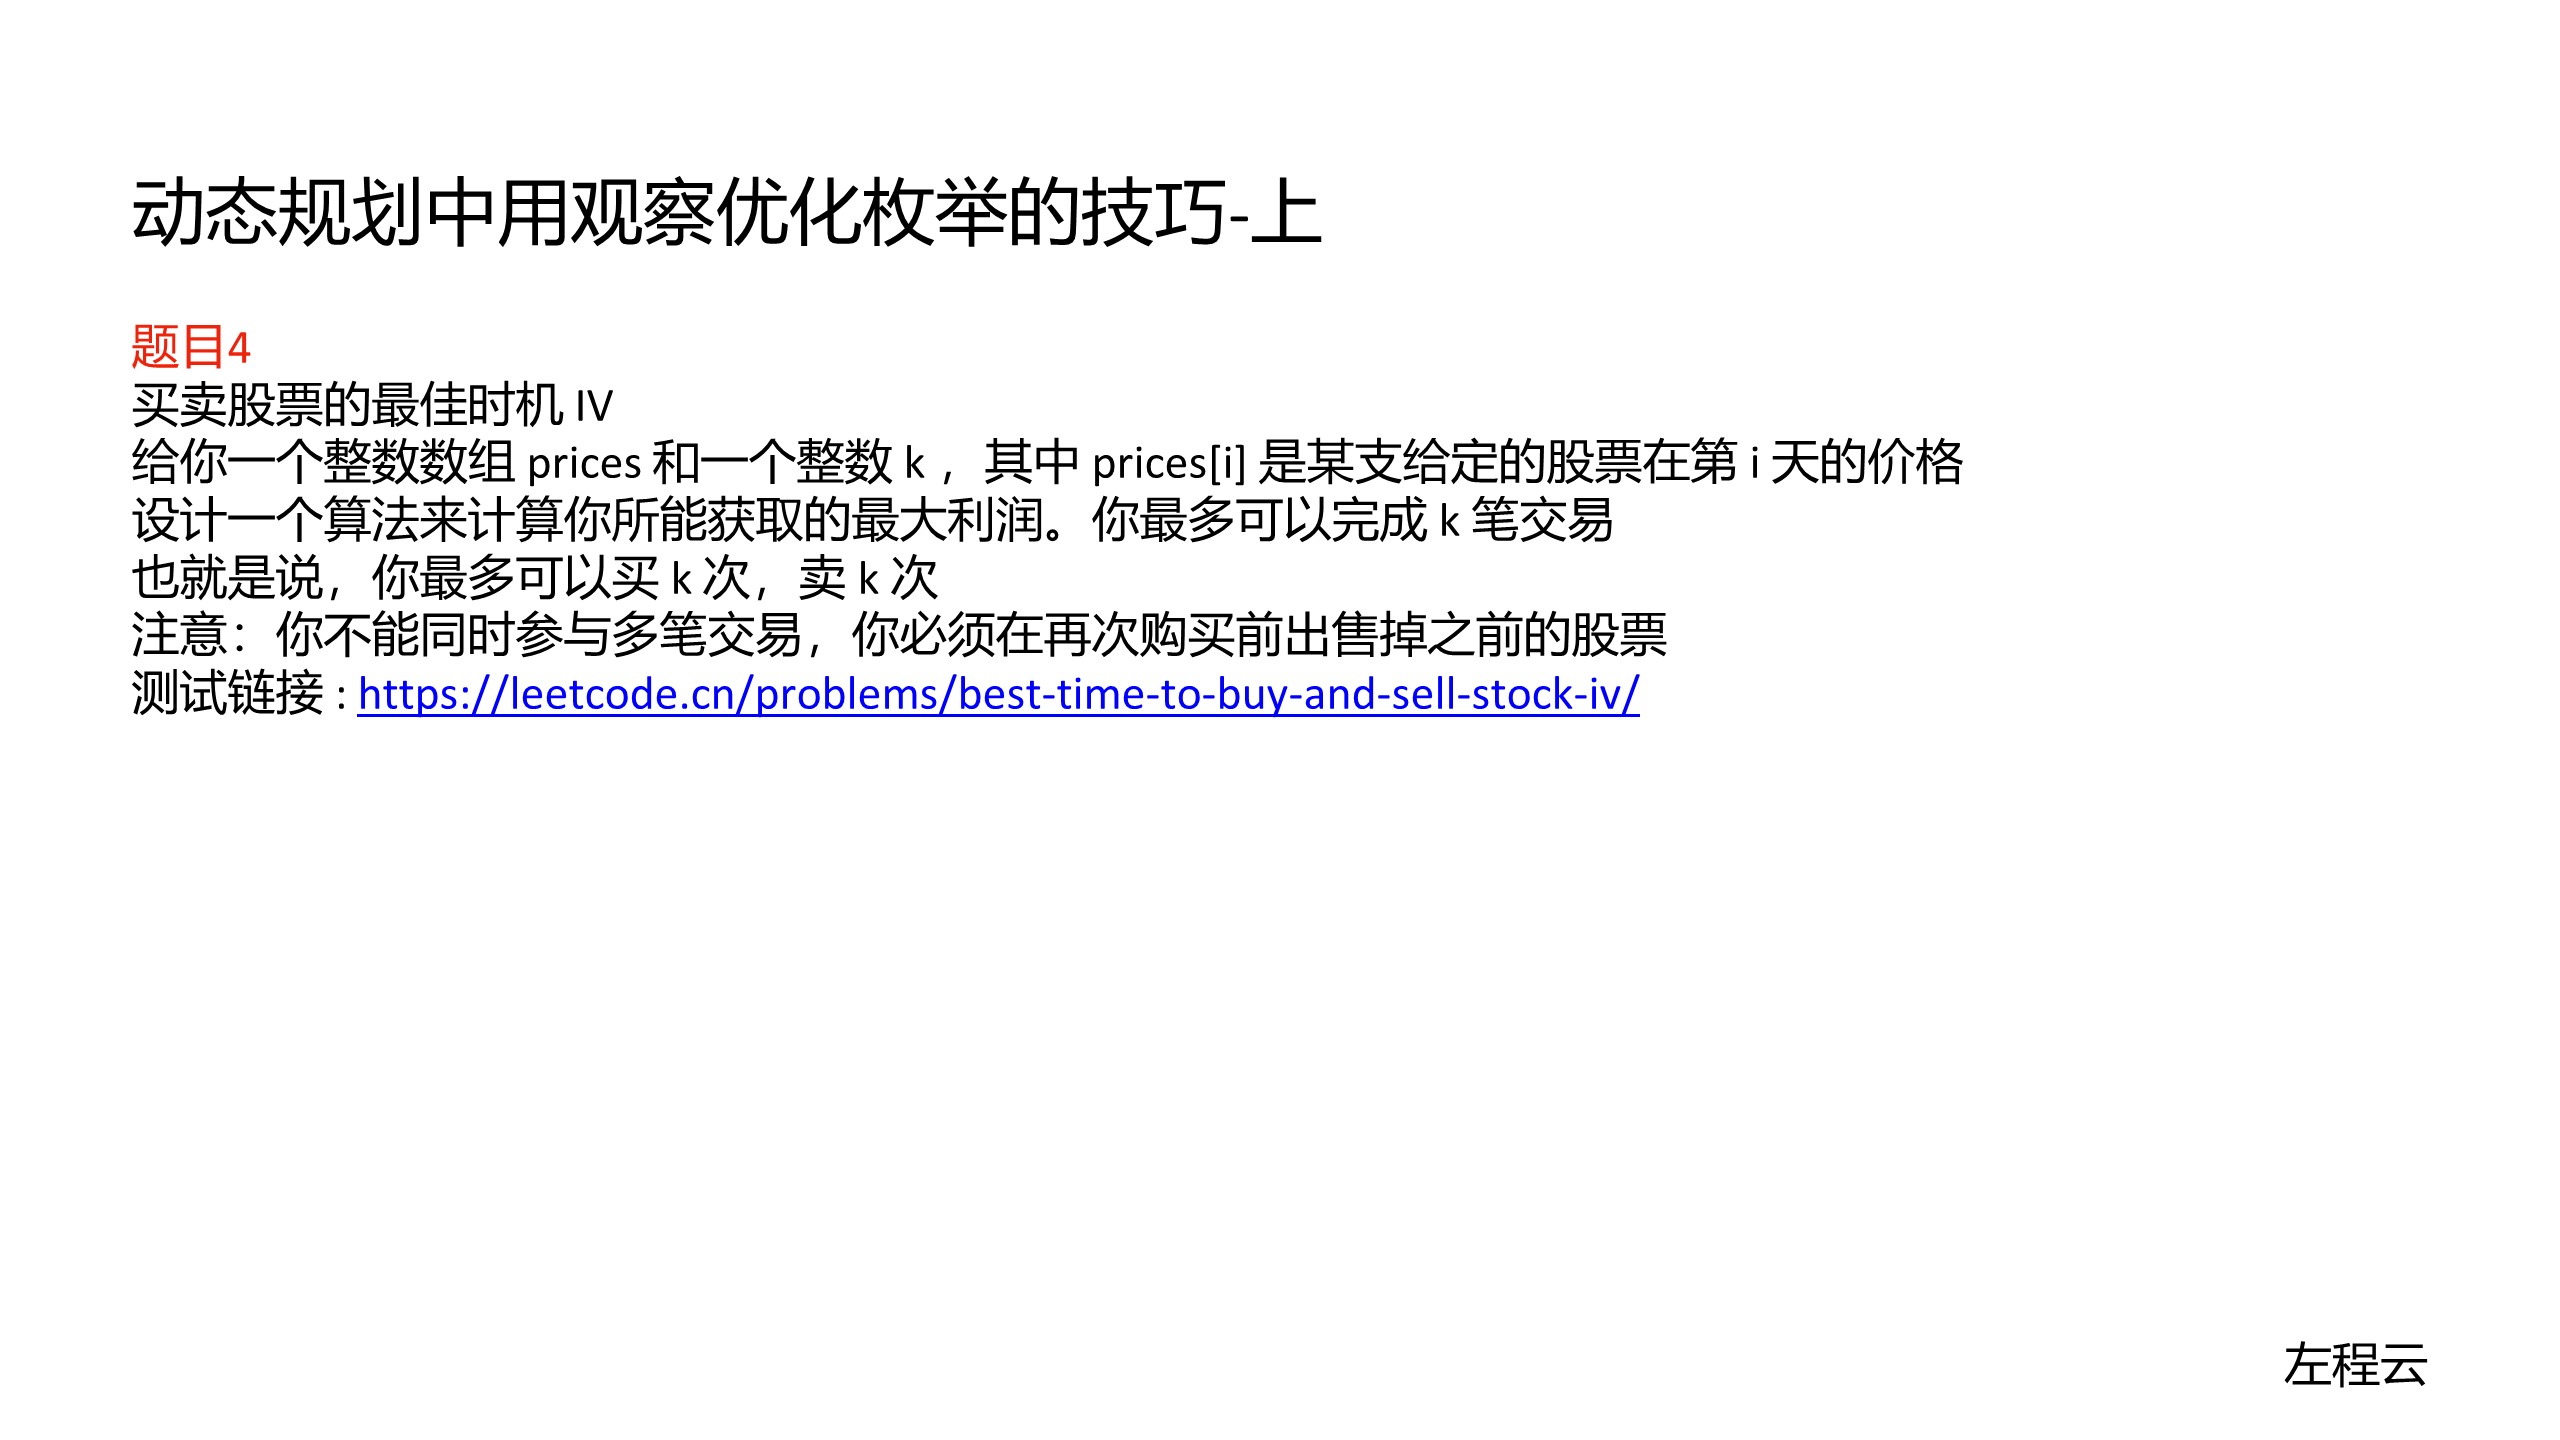 动态规划中用观察优化枚举的技巧-上
题目4
买卖股票的最佳时机 IV
给你一个整数数组 prices 和一个整数 k ，其中 prices[i] 是某支给定的股票在第 i 天的价格
设计一个算法来计算你所能获取的最大利润。你最多可以完成 k 笔交易
也就是说，你最多可以买 k 次，卖 k 次
注意：你不能同时参与多笔交易，你必须在再次购买前出售掉之前的股票
测试链接 : https://leetcode.cn/problems/best-time-to-buy-and-sell-stock-iv/
左程云